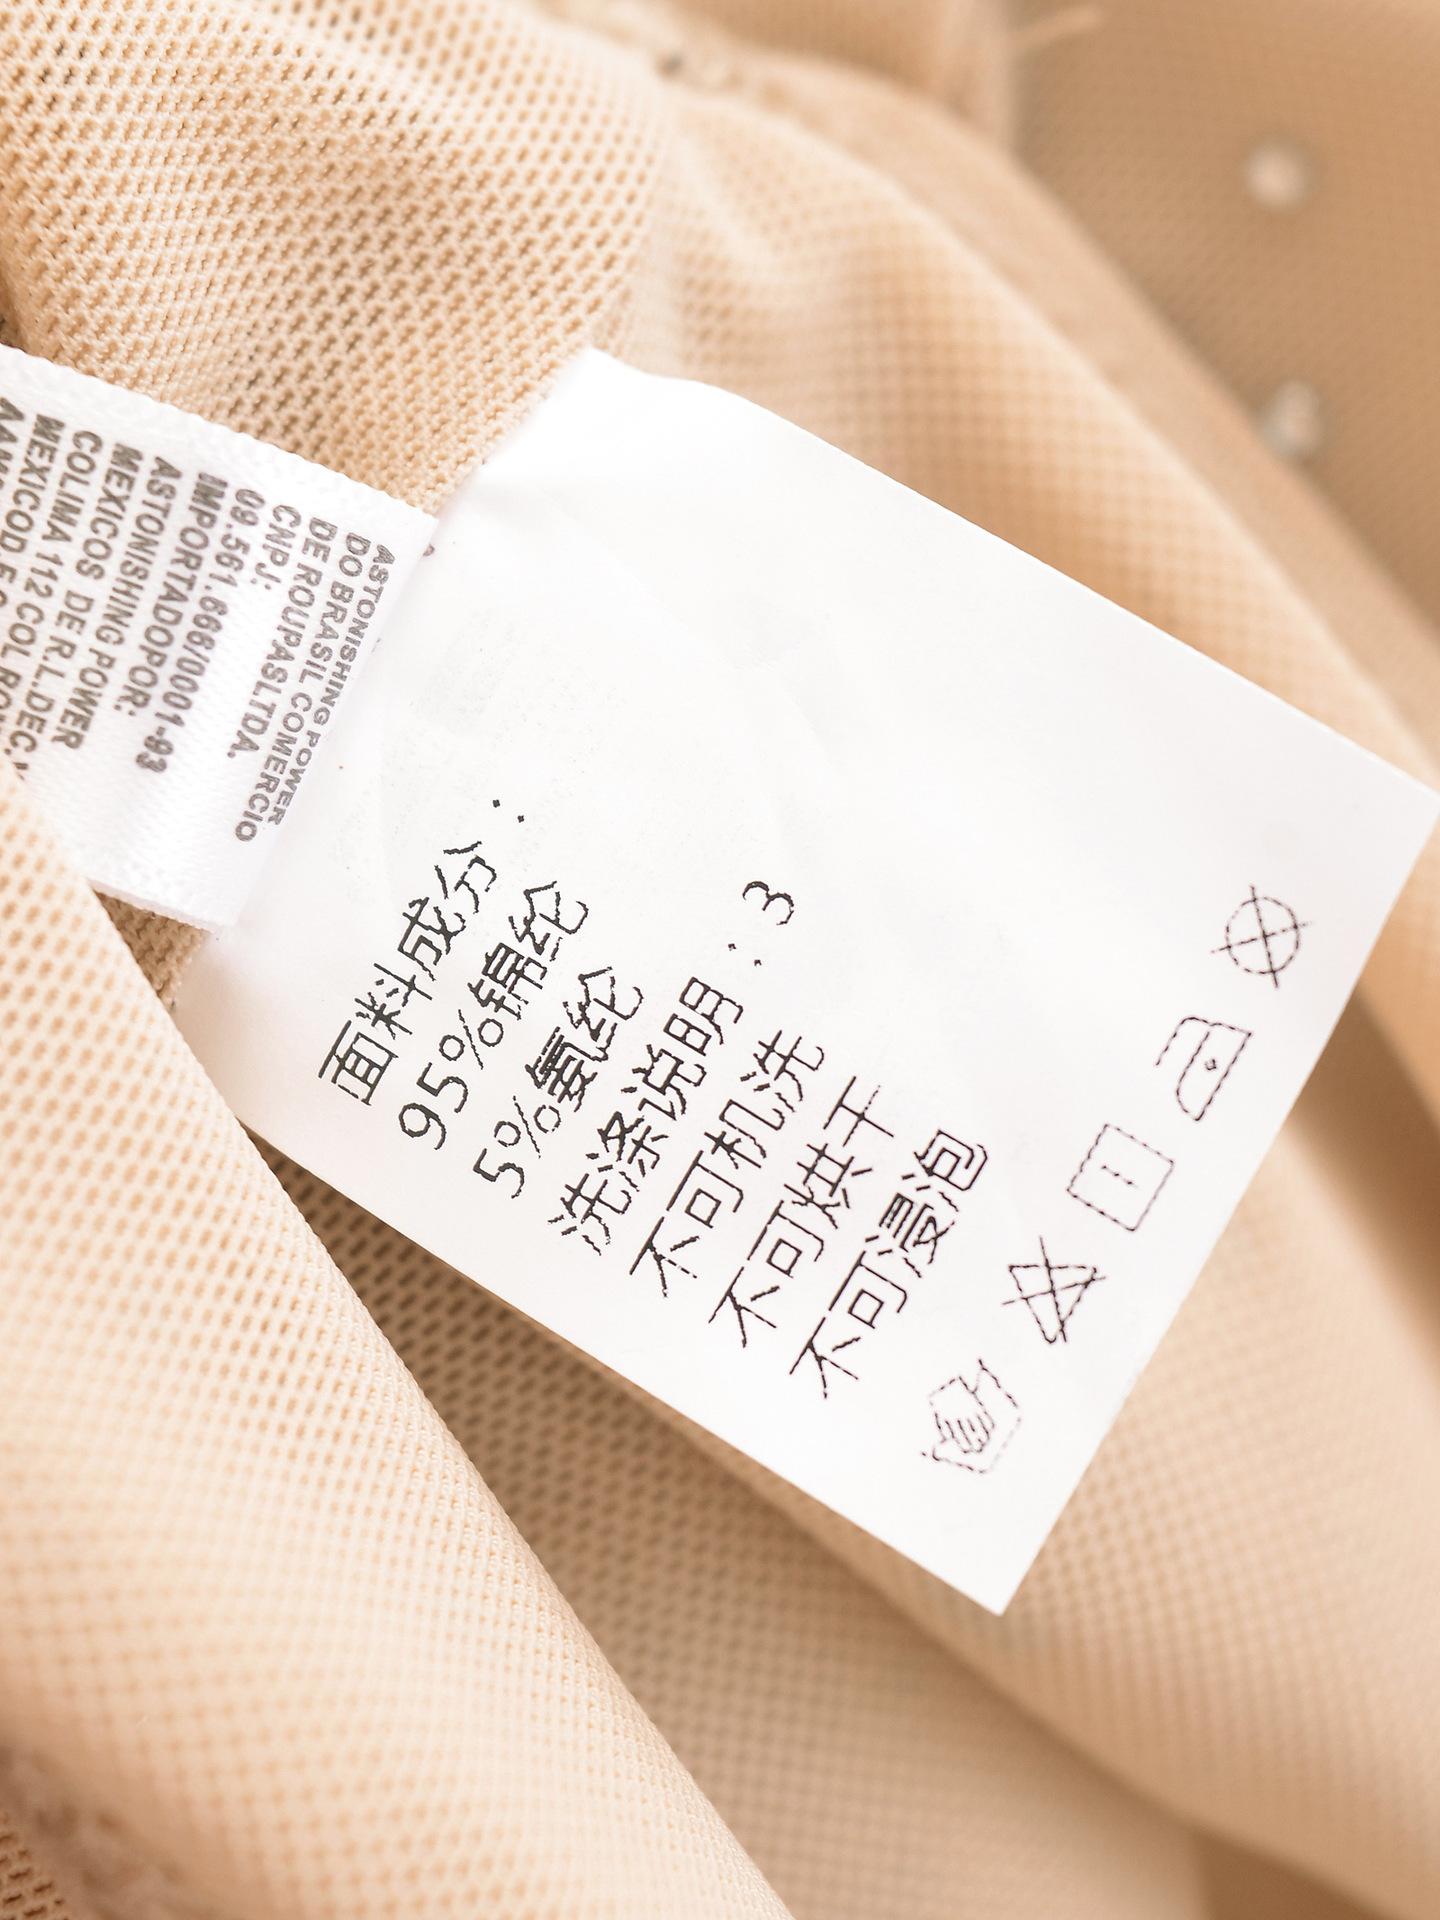 面料成分：
95%锦纶
5%氨纶
洗涤说明：3
不可机洗
不可烘干
不可浸泡
ASTONISHING POWER
DO BRASIL COMERCIO
DE ROUPASLTDA.
CNPJ:
09.561.666/0001-93
IMPORTADOPOR:
ASTONISHING POWER
MEXICOS DE R.L.DEC.
COLIMA 112 COL.RO
MEXICOD.F.